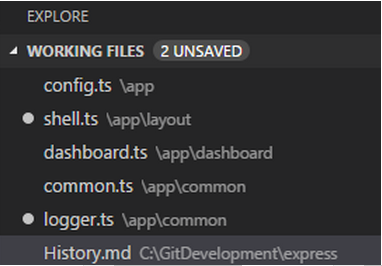 EXPLORE
WORKING FILES 2 UNSAVED
config.ts \app
shell.ts \app\layout
dashboard.ts \app\dashboard
common.ts \app\common
logger.ts \app\common
History.md C:\GitDevelopment\express